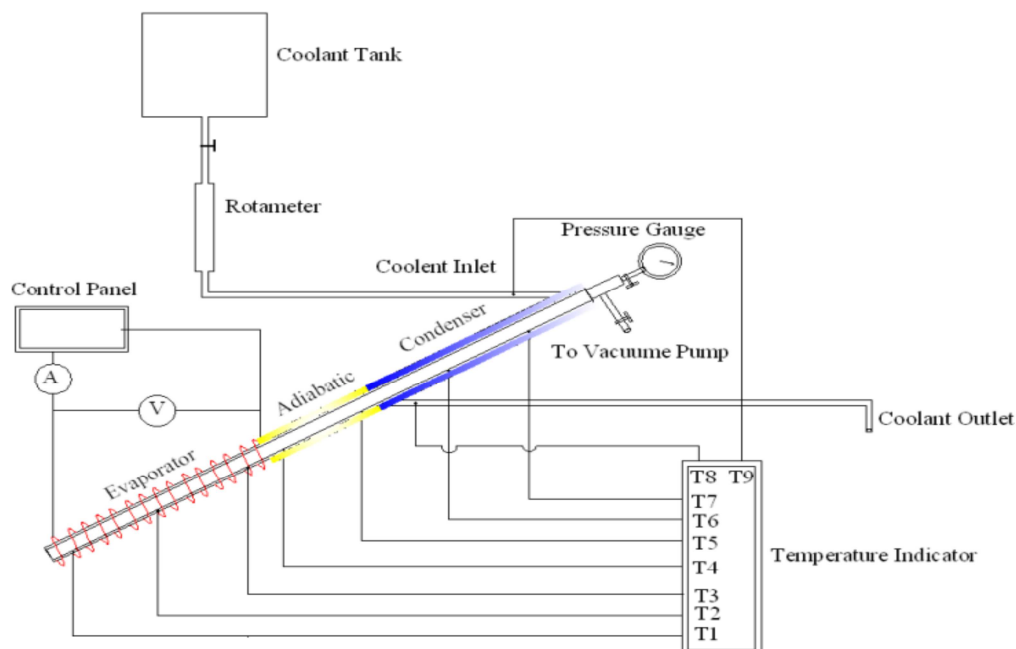 Coolant Tank
Rotameter
Pressure Gauge
Coolent Inlet
Control Panel
Condenser
To Vacuume Pump
Adiabatic
A
V
Coolant Outlet
Evaporator
T8 T9
T7
T6
T5
Temperature Indicator
T4
T3
T2
T1